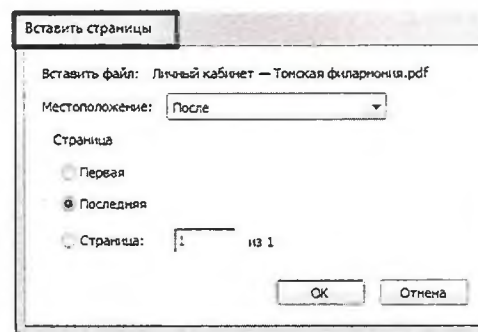 Вставить страницы
Вставить файл: Личный кабинет — Томская филармония.pdf
Местоположение: После
Страница
Первая
Последняя
Страница: 1 из 1
OK Отмена